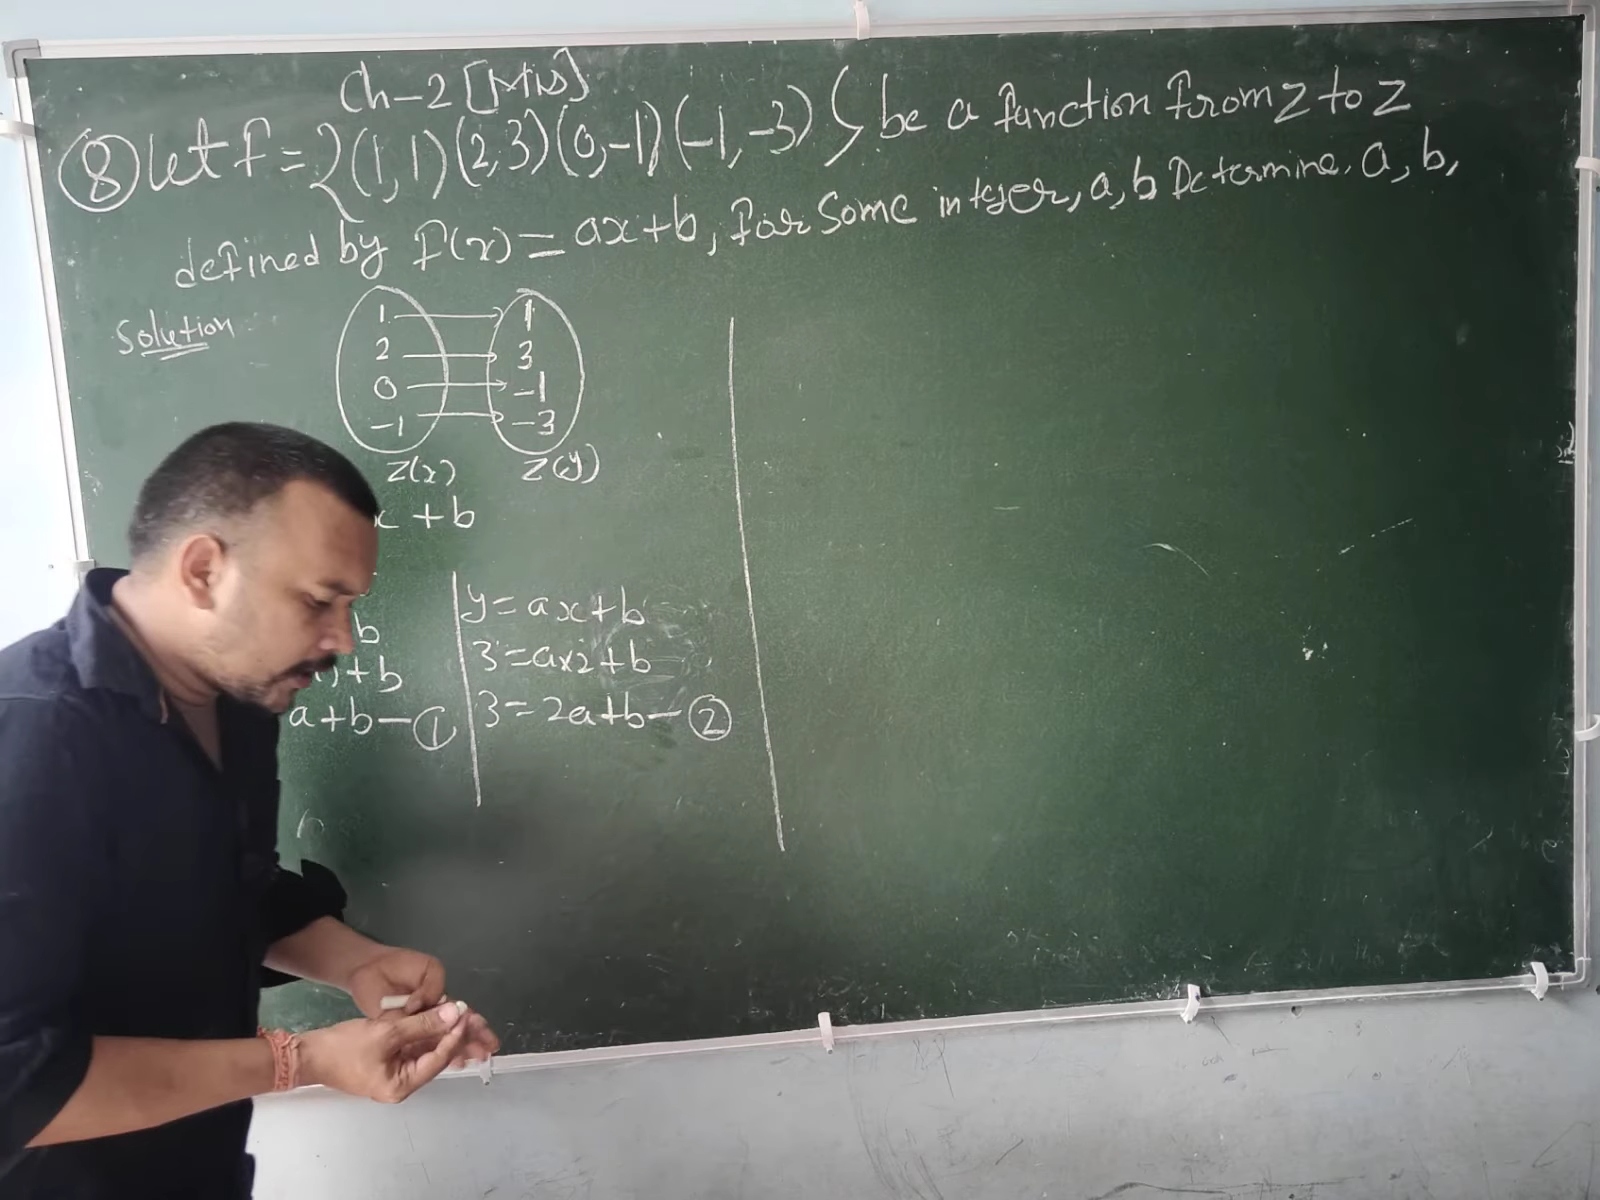 Ch-2 [Mis]
⑧ let f = {(1,1) (2,3) (0,-1) (-1,-3)} be a function from Z to Z
defined by f(x) = ax+b, for some integer, a, b Determine. a, b,
Solution
1 1
2 3
0 -1
-1 -3
Z(x) Z(y)
x + b
b y = ax+b
)+b 3 = a×2+b
a+b-① 3 = 2a+b-②